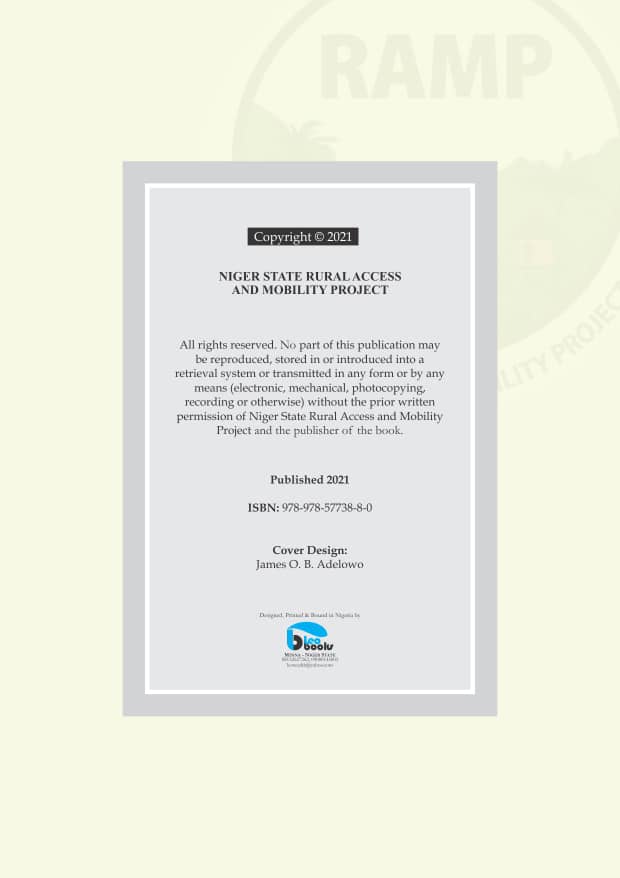 RAMP
MOBILITY PROJECT
Copyright © 2021
NIGER STATE RURAL ACCESS
AND MOBILITY PROJECT
All rights reserved. No part of this publication may
be reproduced, stored in or introduced into a
retrieval system or transmitted in any form or by any
means (electronic, mechanical, photocopying,
recording or otherwise) without the prior written
permission of Niger State Rural Access and Mobility
Project and the publisher of the book.
Published 2021
ISBN: 978-978-57738-8-0
Cover Design:
James O. B. Adelowo
Designed, Printed & Bound in Nigeria by
Leo
books
MINNA - NIGER STATE